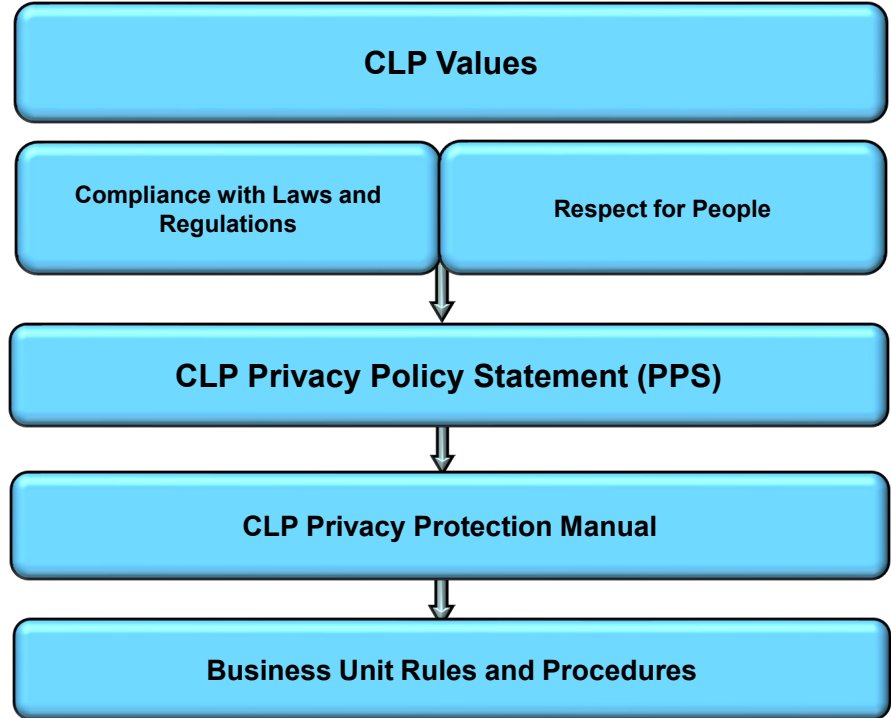 CLP Values
Compliance with Laws and
Regulations
Respect for People
CLP Privacy Policy Statement (PPS)
CLP Privacy Protection Manual
Business Unit Rules and Procedures